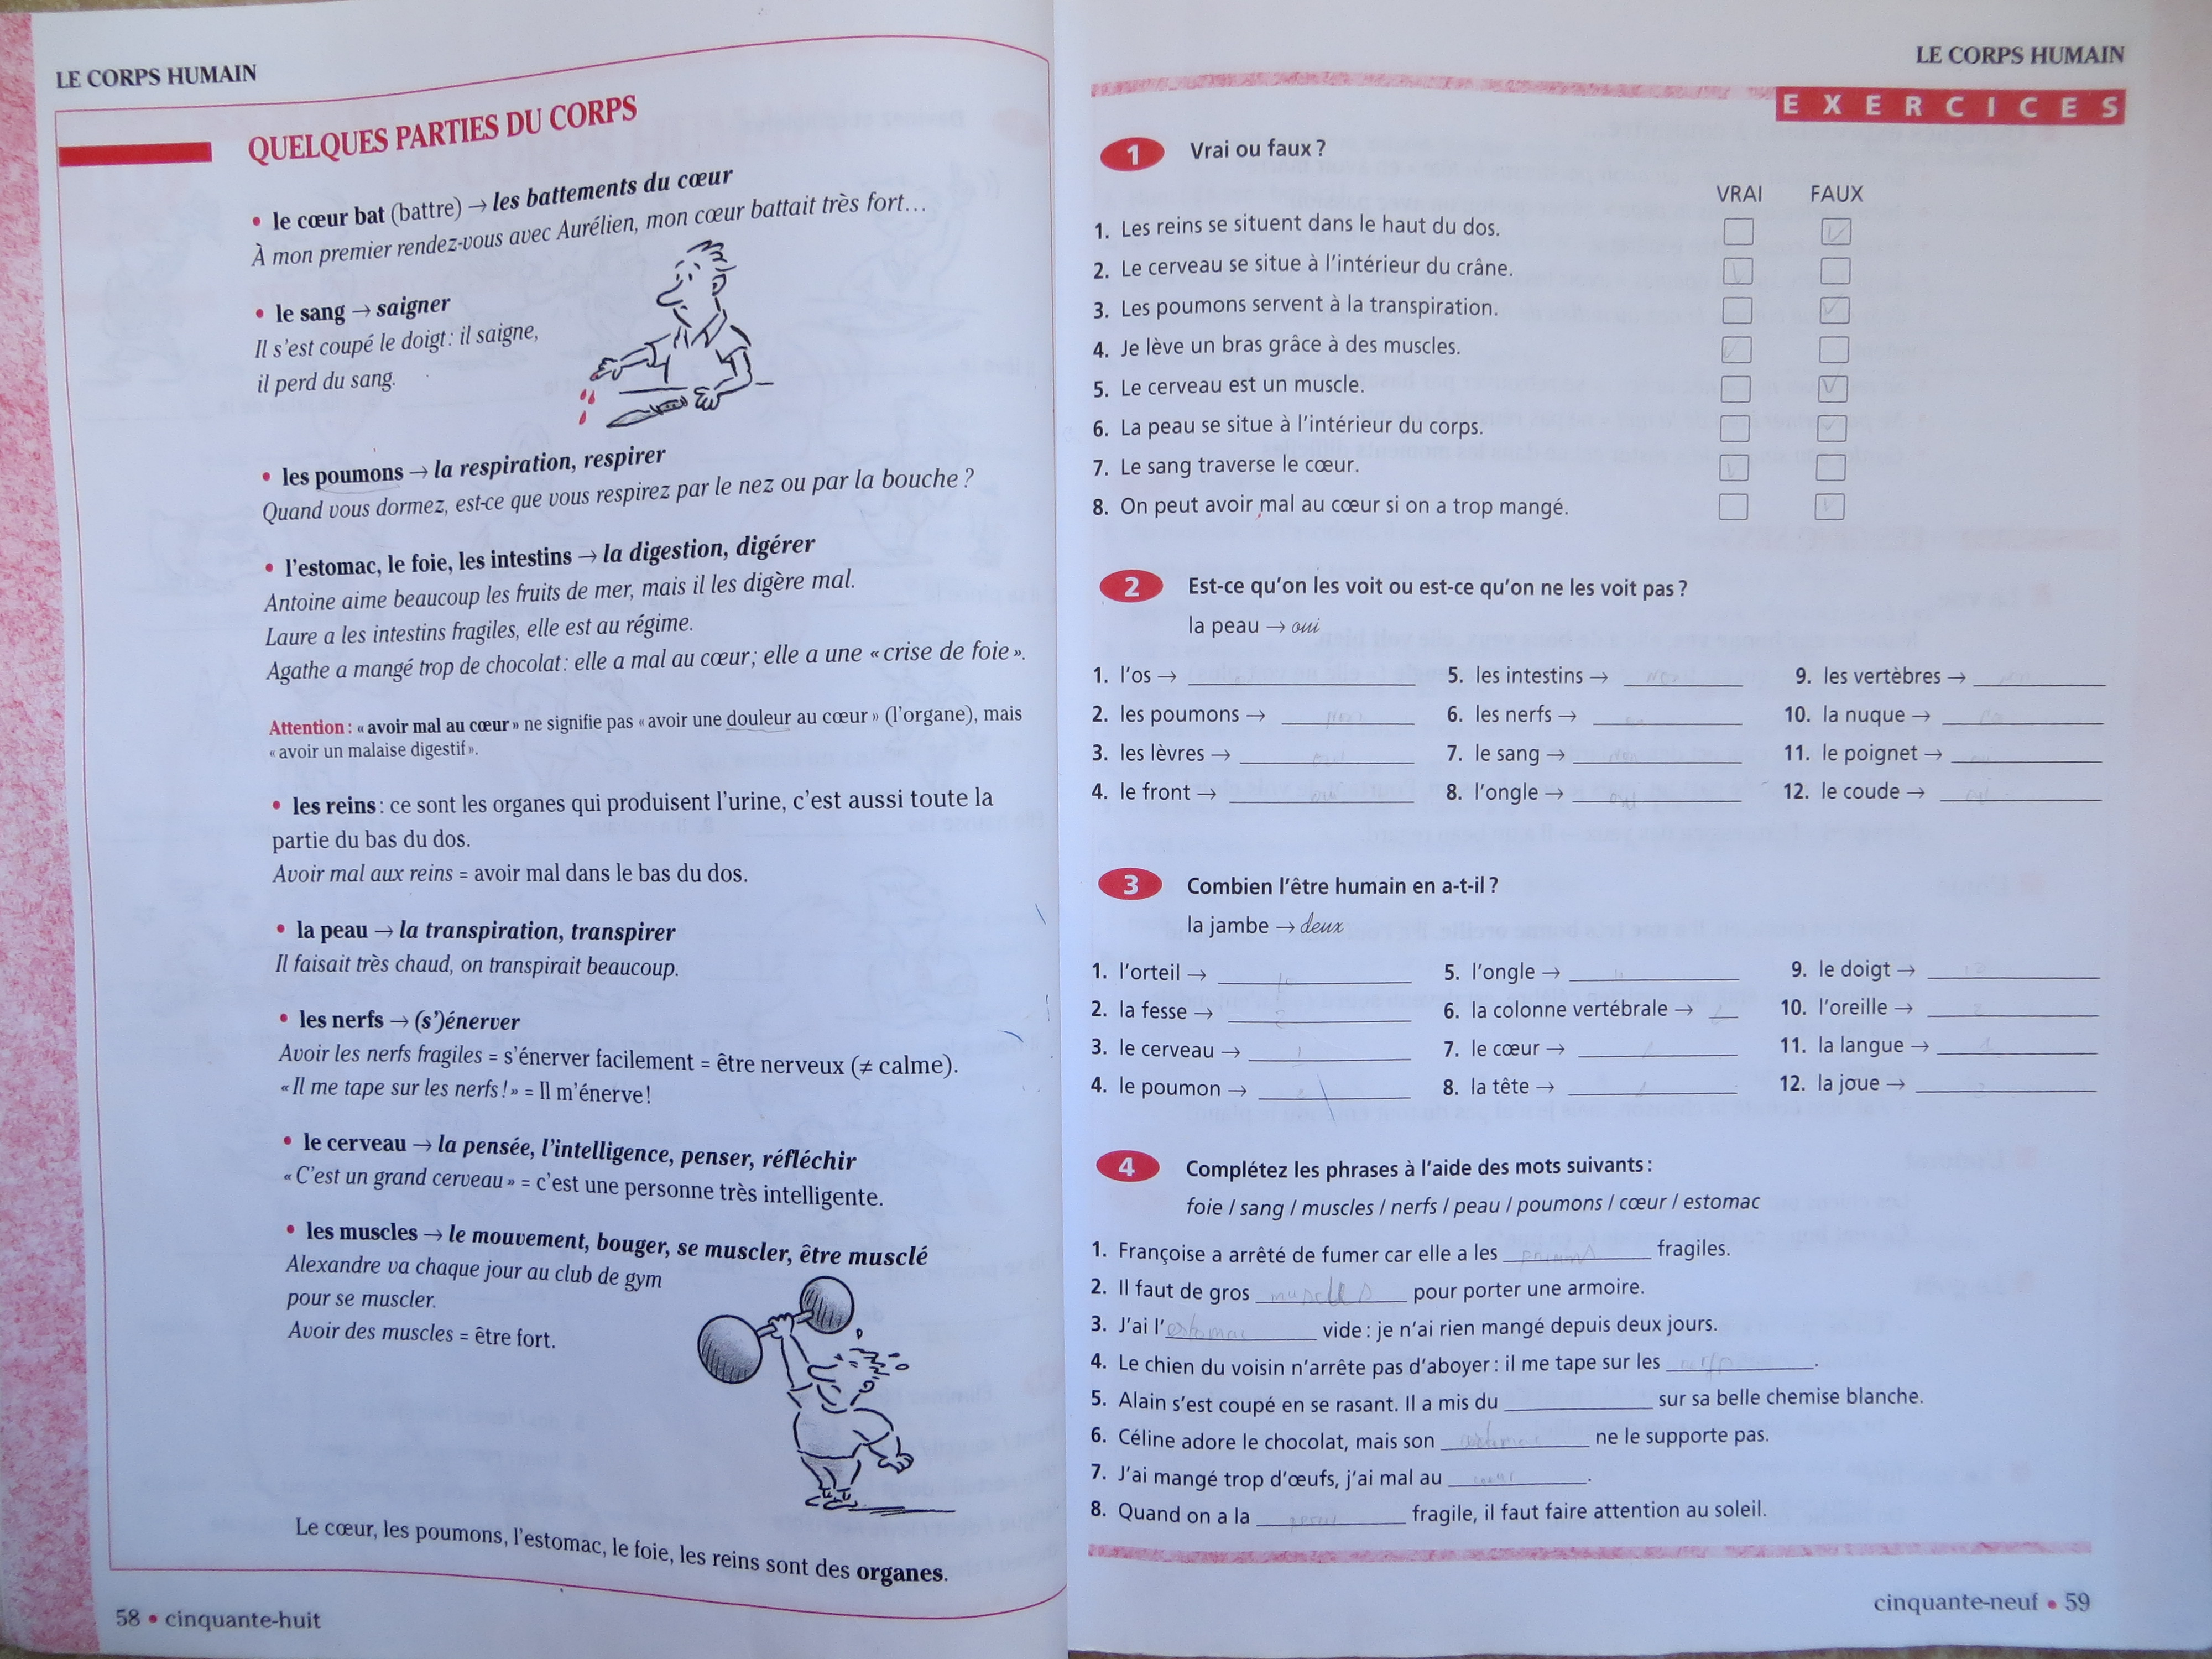 LE CORPS HUMAIN
QUELQUES PARTIES DU CORPS
• le cœur bat (battre) → les battements du cœur
À mon premier rendez-vous avec Aurélien, mon cœur battait très fort…
• le sang → saigner
Il s'est coupé le doigt : il saigne,
il perd du sang.
• les poumons → la respiration, respirer
Quand vous dormez, est-ce que vous respirez par le nez ou par la bouche ?
• l'estomac, le foie, les intestins → la digestion, digérer
Antoine aime beaucoup les fruits de mer, mais il les digère mal.
Laure a les intestins fragiles, elle est au régime.
Agathe a mangé trop de chocolat : elle a mal au cœur ; elle a une « crise de foie ».
Attention : « avoir mal au cœur » ne signifie pas « avoir une douleur au cœur » (l'organe), mais
« avoir un malaise digestif ».
• les reins : ce sont les organes qui produisent l'urine, c'est aussi toute la
partie du bas du dos.
Avoir mal aux reins = avoir mal dans le bas du dos.
• la peau → la transpiration, transpirer
Il faisait très chaud, on transpirait beaucoup.
• les nerfs → (s')énerver
Avoir les nerfs fragiles = s'énerver facilement = être nerveux (≠ calme).
« Il me tape sur les nerfs ! » = Il m'énerve !
• le cerveau → la pensée, l'intelligence, penser, réfléchir
« C'est un grand cerveau » = c'est une personne très intelligente.
• les muscles → le mouvement, bouger, se muscler, être musclé
Alexandre va chaque jour au club de gym
pour se muscler.
Avoir des muscles = être fort.
Le cœur, les poumons, l'estomac, le foie, les reins sont des organes.
58 • cinquante-huit
LE CORPS HUMAIN
EXERCICES
1 Vrai ou faux ?
VRAI FAUX
1. Les reins se situent dans le haut du dos.
2. Le cerveau se situe à l'intérieur du crâne.
3. Les poumons servent à la transpiration.
4. Je lève un bras grâce à des muscles.
5. Le cerveau est un muscle.
6. La peau se situe à l'intérieur du corps.
7. Le sang traverse le cœur.
8. On peut avoir mal au cœur si on a trop mangé.
2 Est-ce qu'on les voit ou est-ce qu'on ne les voit pas ?
la peau → oui
1. l'os → 5. les intestins → non 9. les vertèbres →
2. les poumons → non 6. les nerfs → 10. la nuque →
3. les lèvres → oui 7. le sang → non 11. le poignet →
4. le front → oui 8. l'ongle → oui 12. le coude → oui
3 Combien l'être humain en a-t-il ?
la jambe → deux
1. l'orteil → 10 5. l'ongle → 9. le doigt →
2. la fesse → 2 6. la colonne vertébrale → 10. l'oreille → 2
3. le cerveau → 1 7. le cœur → 1 11. la langue → 1
4. le poumon → 8. la tête → 1 12. la joue → 2
4 Complétez les phrases à l'aide des mots suivants :
foie / sang / muscles / nerfs / peau / poumons / cœur / estomac
1. Françoise a arrêté de fumer car elle a les fragiles.
2. Il faut de gros muscles pour porter une armoire.
3. J'ai l'estomac vide : je n'ai rien mangé depuis deux jours.
4. Le chien du voisin n'arrête pas d'aboyer : il me tape sur les nerfs.
5. Alain s'est coupé en se rasant. Il a mis du sur sa belle chemise blanche.
6. Céline adore le chocolat, mais son ne le supporte pas.
7. J'ai mangé trop d'œufs, j'ai mal au coeur.
8. Quand on a la peau fragile, il faut faire attention au soleil.
cinquante-neuf • 59